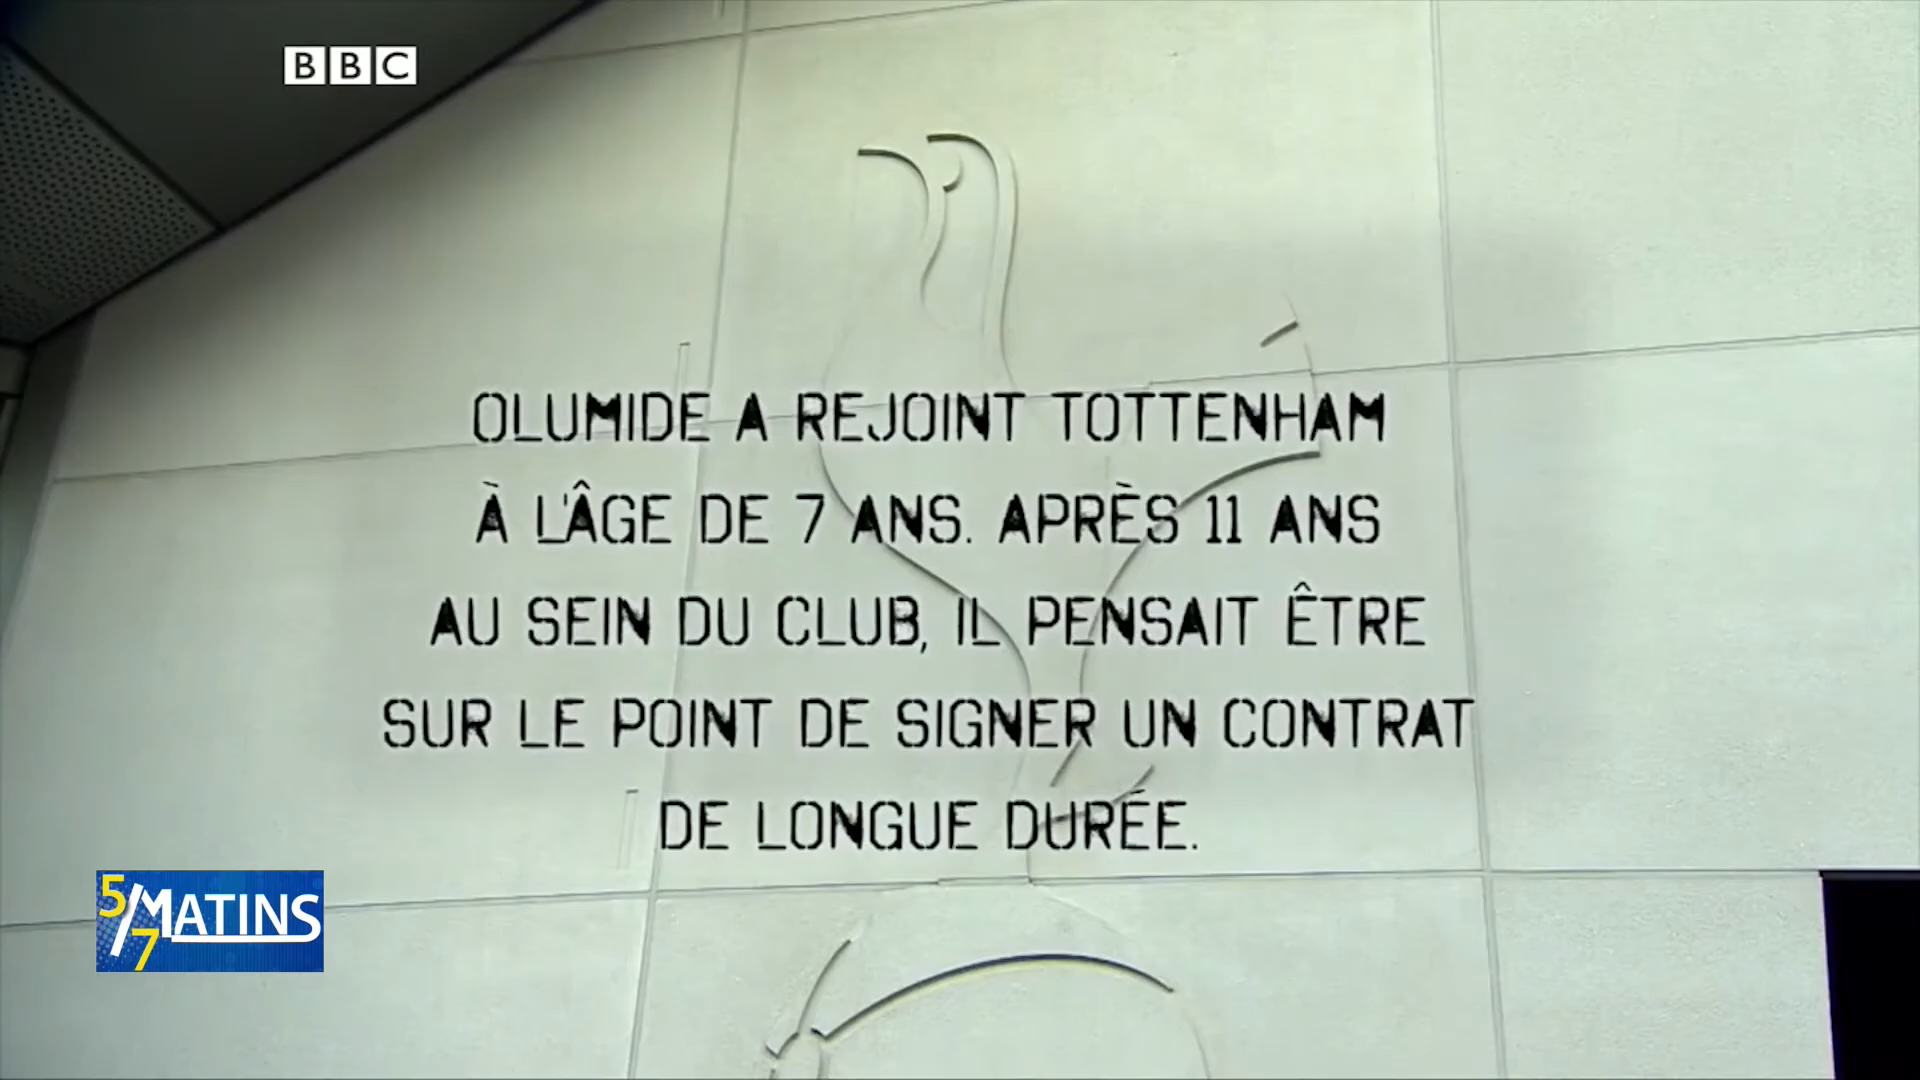 BBC
OLUMIDE A REJOINT TOTTENHAM
À L'ÂGE DE 7 ANS. APRÈS 11 ANS
AU SEIN DU CLUB, IL PENSAIT ÊTRE
SUR LE POINT DE SIGNER UN CONTRAT
DE LONGUE DURÉE.
5/7 MATINS